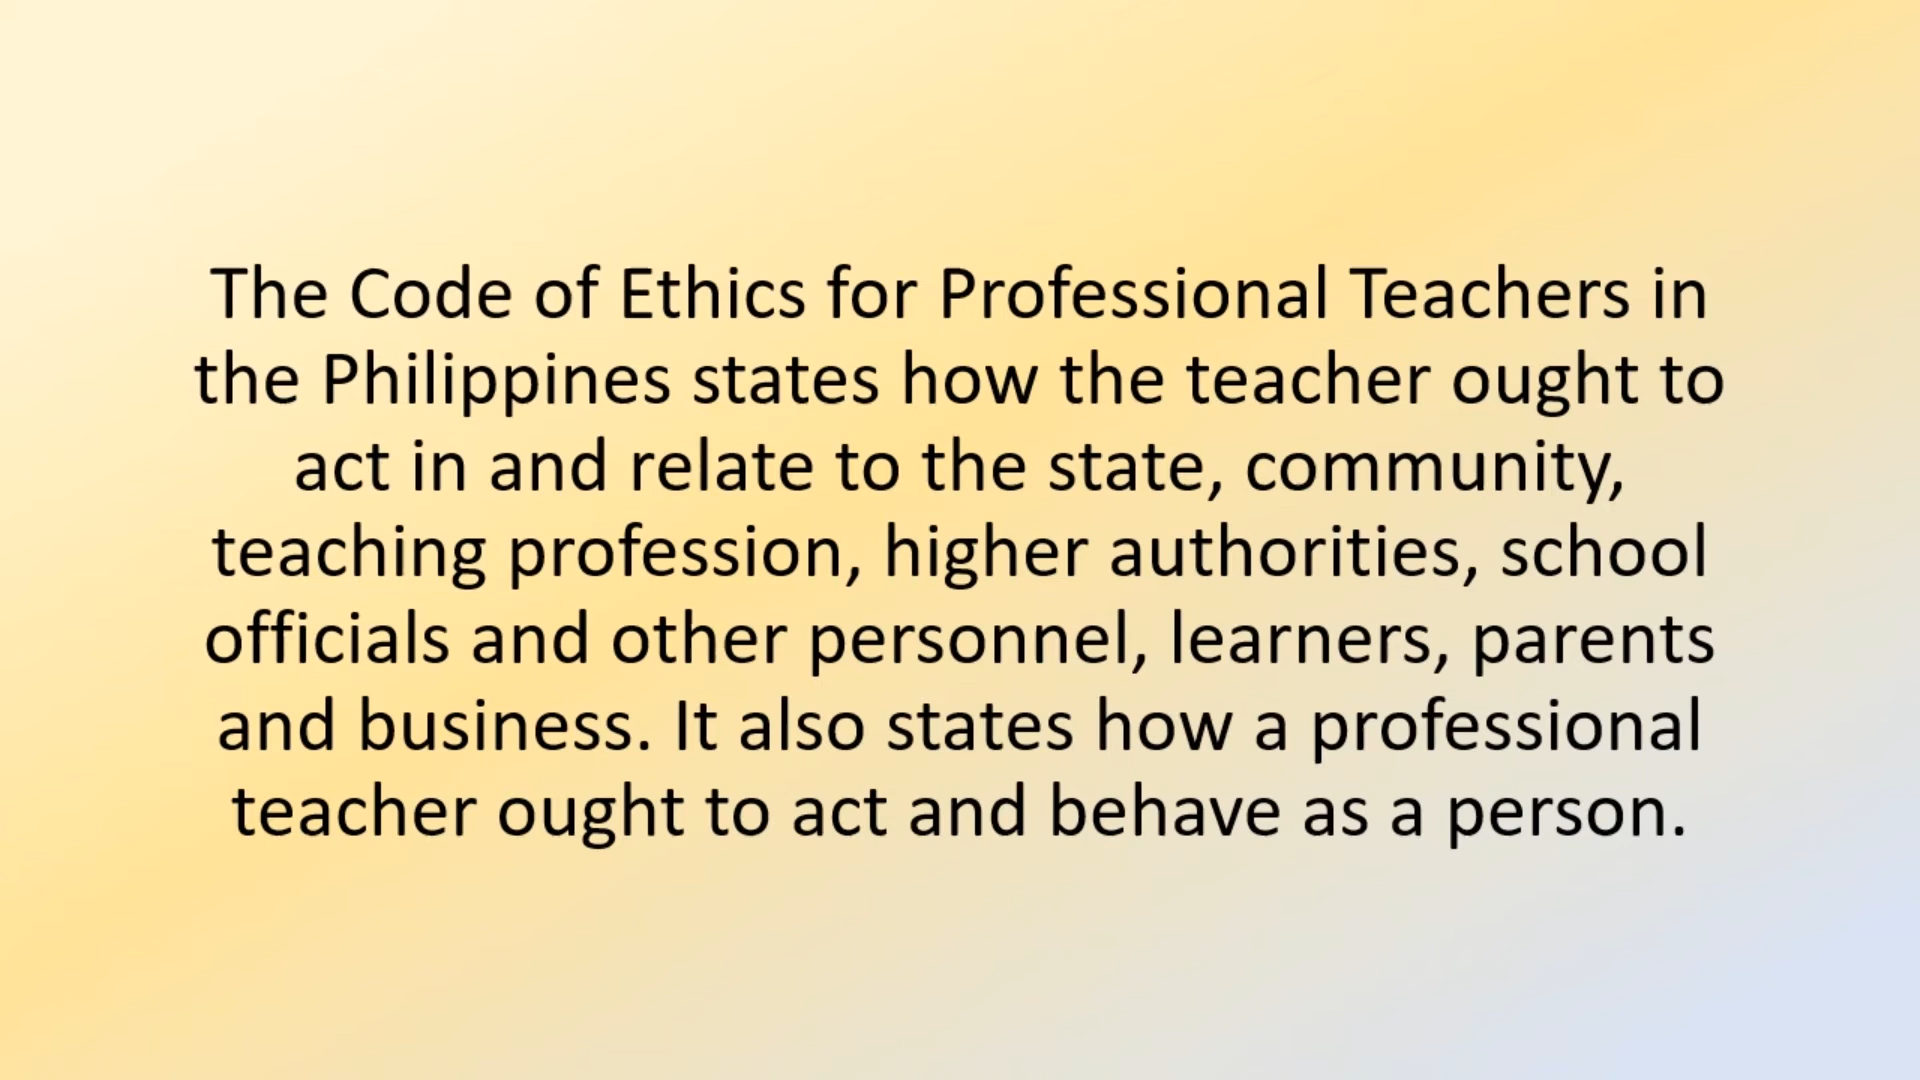 The Code of Ethics for Professional Teachers in
the Philippines states how the teacher ought to
act in and relate to the state, community,
teaching profession, higher authorities, school
officials and other personnel, learners, parents
and business. It also states how a professional
teacher ought to act and behave as a person.